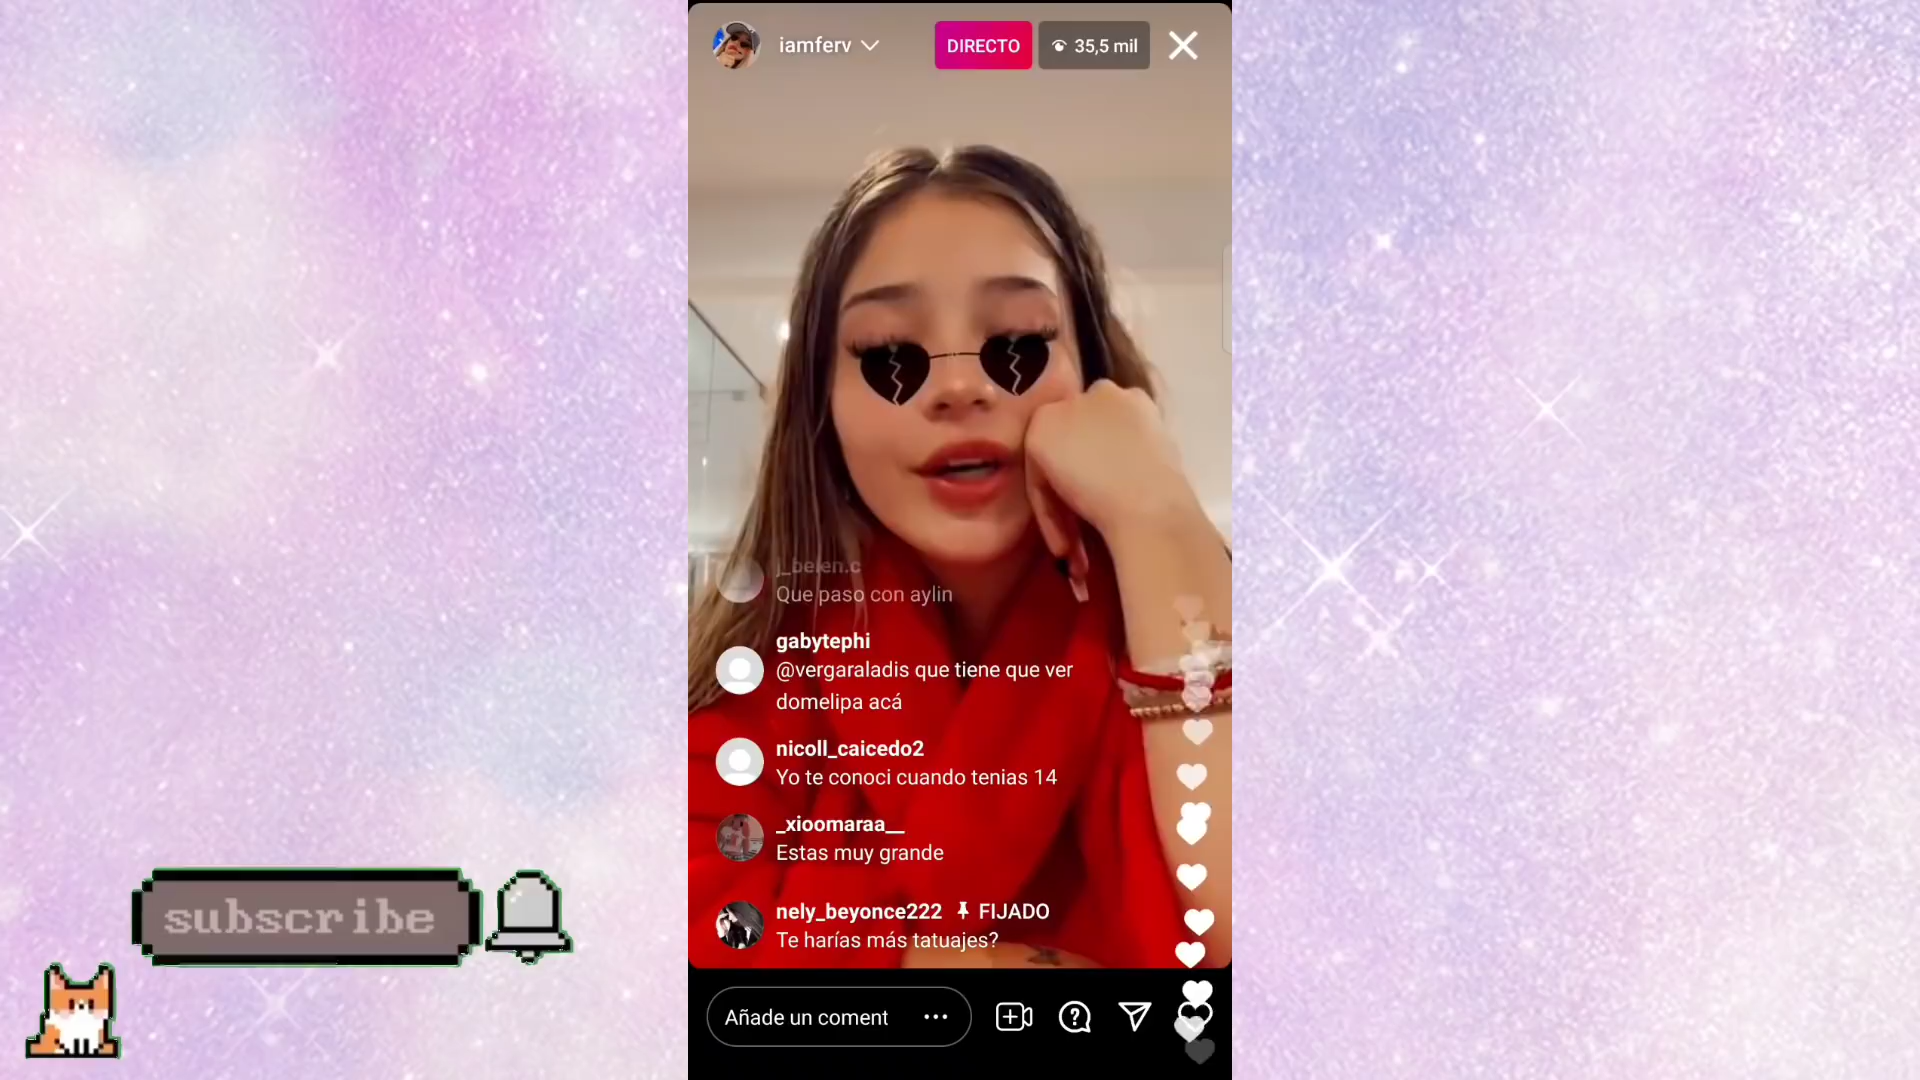 iamferv
DIRECTO
35,5 mil
j_belen.c
Que paso con aylin
gabytephi
@vergaraladis que tiene que ver
domelipa acá
nicoll_caicedo2
Yo te conoci cuando tenias 14
_xioomaraa__
Estas muy grande
nely_beyonce222 FIJADO
Te harías más tatuajes?
Añade un coment
subscribe